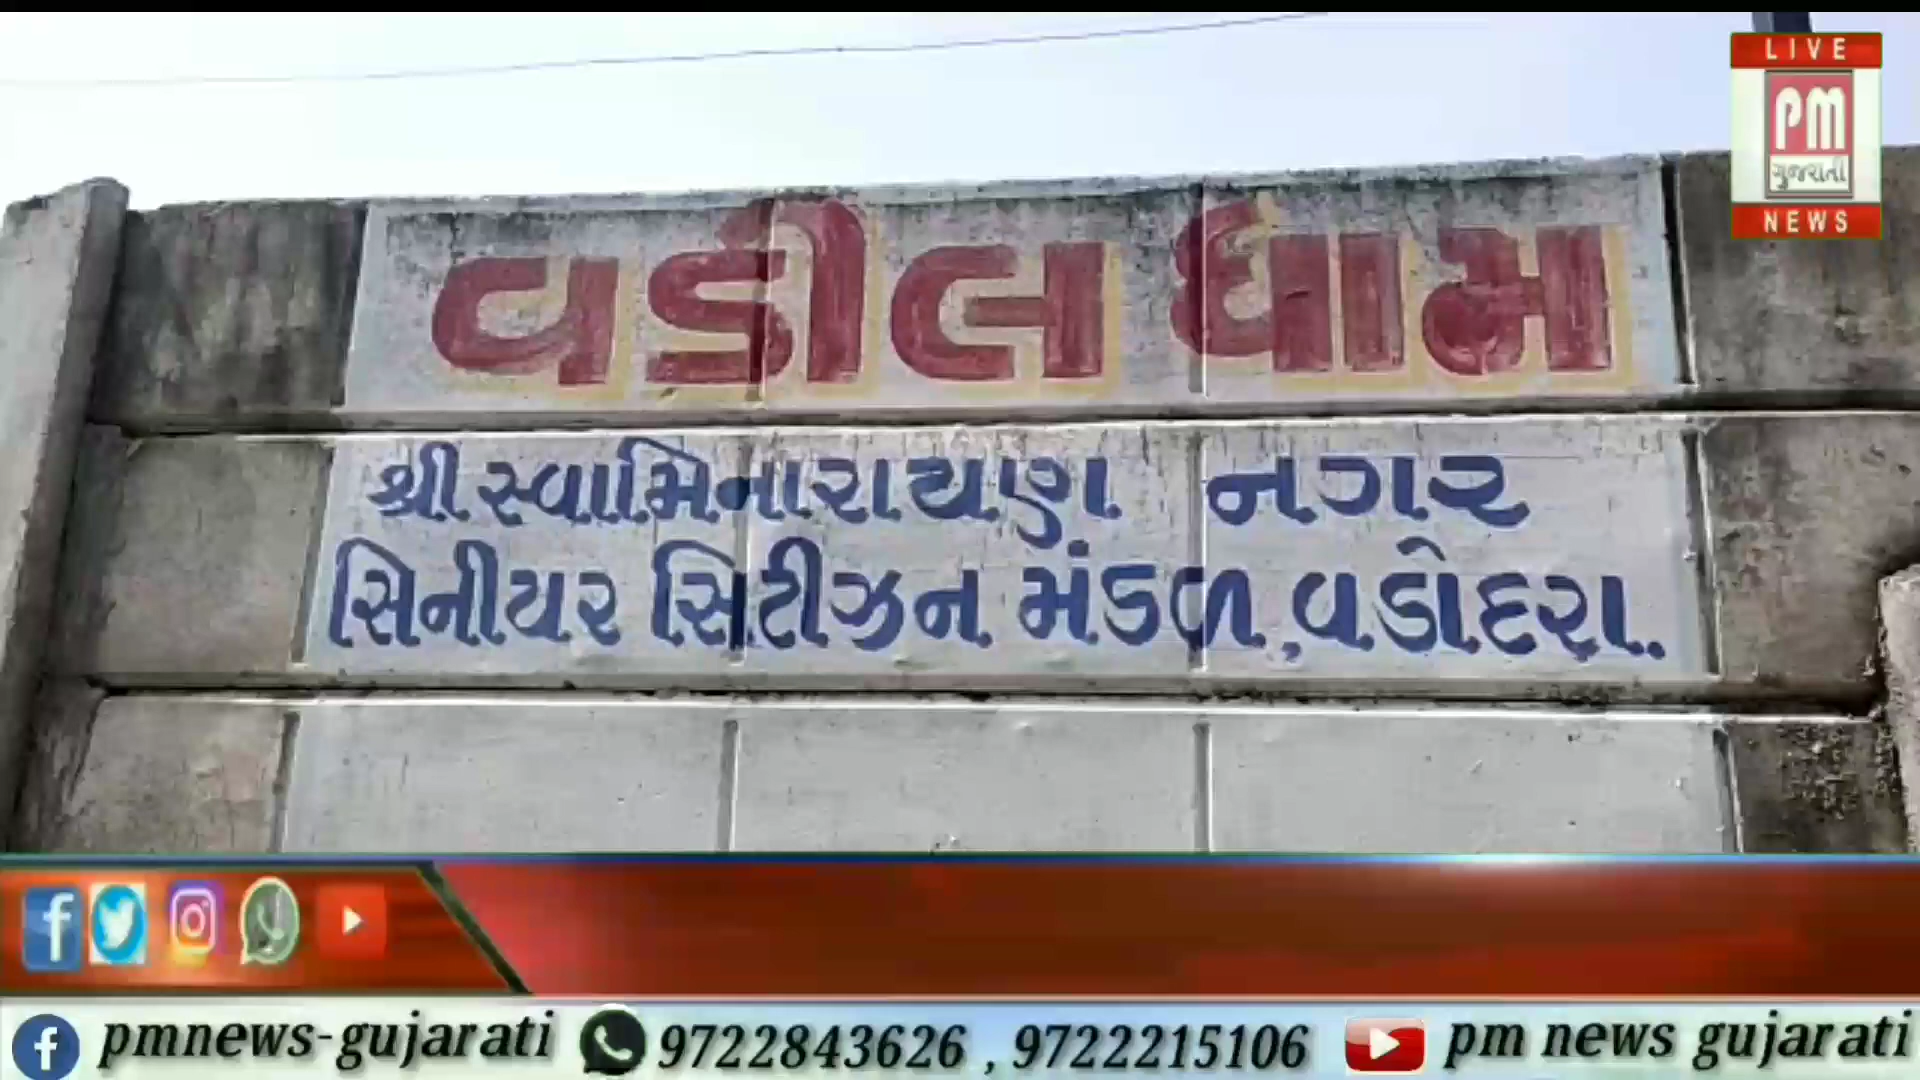 LIVE
PM
ગુજરાતી
NEWS
વડીલ ધામ
શ્રી સ્વામિનારાયણ નગર
સિનીયર સિટીઝન મંડળ, વડોદરા.
pmnews-gujarati 9722843626 , 9722215106 pm news gujarati